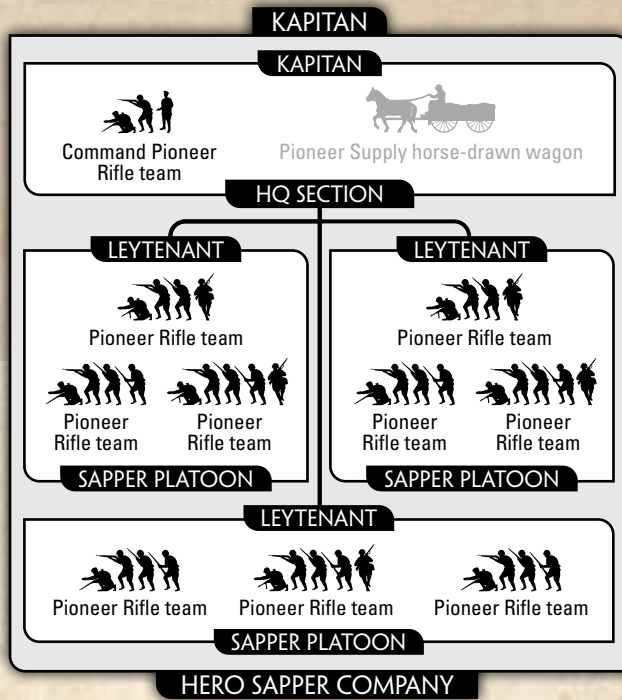 KAPITAN
KAPITAN
Command Pioneer
Rifle team
Pioneer Supply horse-drawn wagon
HQ SECTION
LEYTENANT
Pioneer Rifle team
Pioneer
Rifle team
Pioneer
Rifle team
SAPPER PLATOON
LEYTENANT
Pioneer Rifle team
Pioneer
Rifle team
Pioneer
Rifle team
SAPPER PLATOON
LEYTENANT
Pioneer Rifle team
Pioneer Rifle team
Pioneer Rifle team
SAPPER PLATOON
HERO SAPPER COMPANY